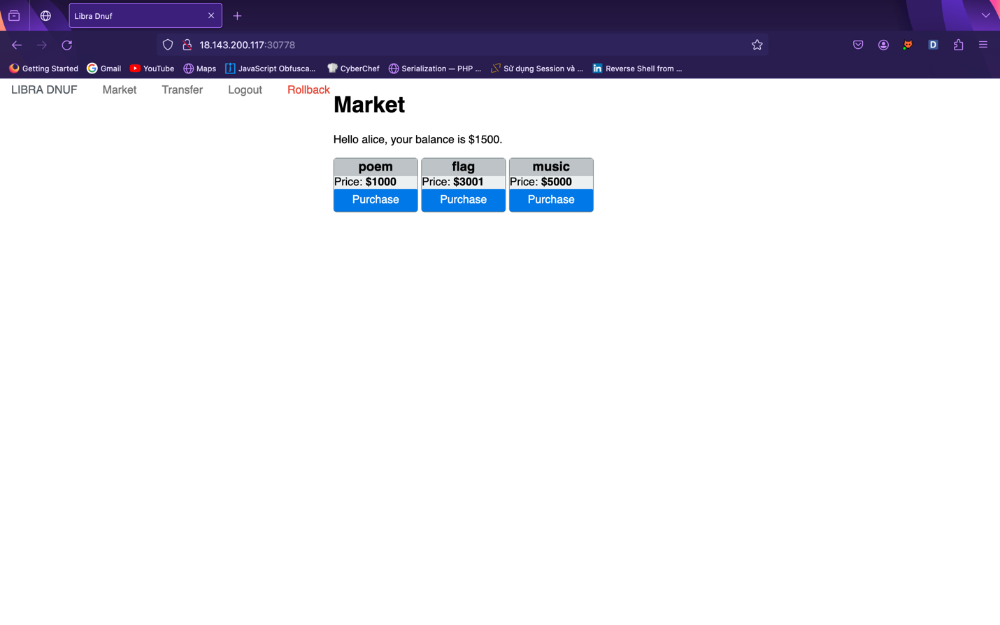 Libra Dnuf
18.143.200.117:30778
Getting Started Gmail YouTube Maps JavaScript Obfusca... CyberChef Serialization — PHP ... Sử dụng Session và ... Reverse Shell from ...
LIBRA DNUF Market Transfer Logout Rollback
Market
Hello alice, your balance is $1500.
poem flag music
Price: $1000 Price: $3001 Price: $5000
Purchase Purchase Purchase